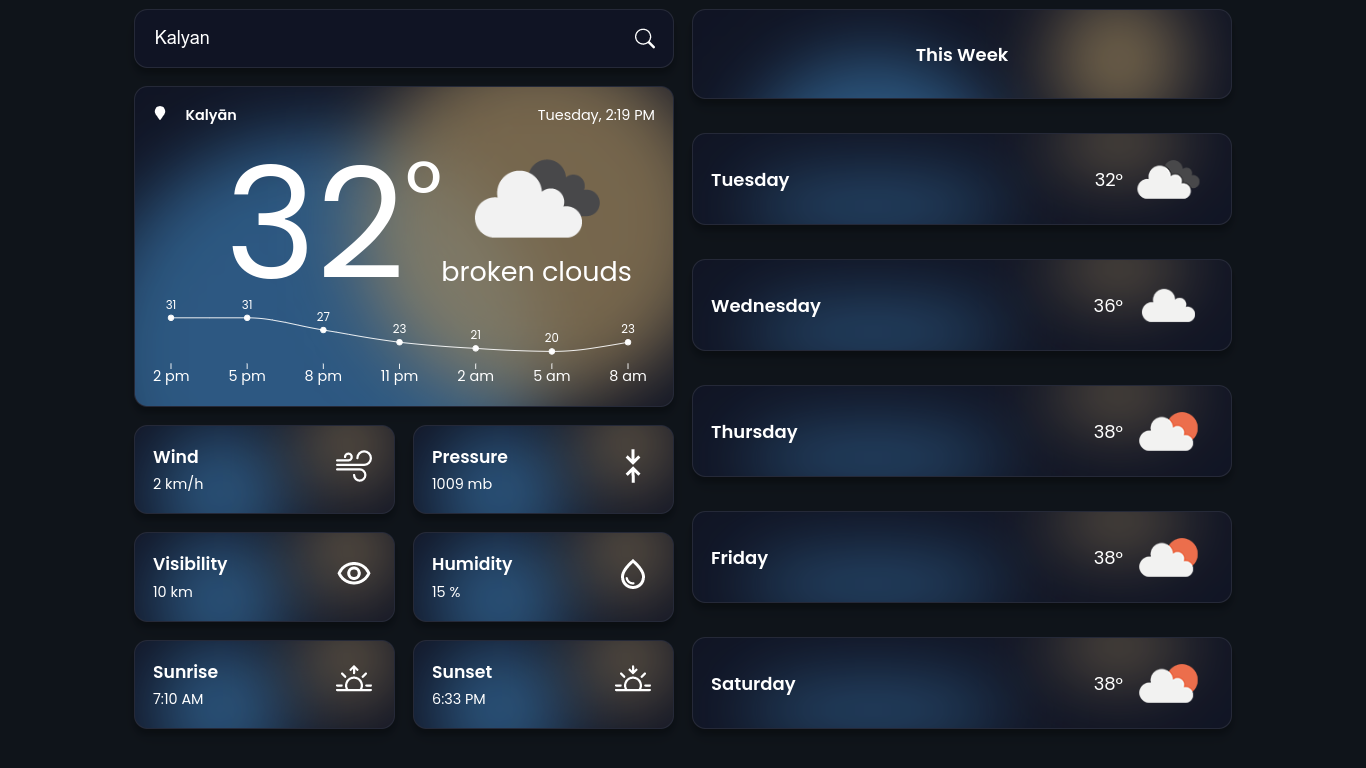 Kalyan
Kalyān
Tuesday, 2:19 PM
32°
broken clouds
31 31 27 23 21 20 23
2 pm 5 pm 8 pm 11 pm 2 am 5 am 8 am
Wind
2 km/h
Pressure
1009 mb
Visibility
10 km
Humidity
15 %
Sunrise
7:10 AM
Sunset
6:33 PM
This Week
Tuesday 32°
Wednesday 36°
Thursday 38°
Friday 38°
Saturday 38°